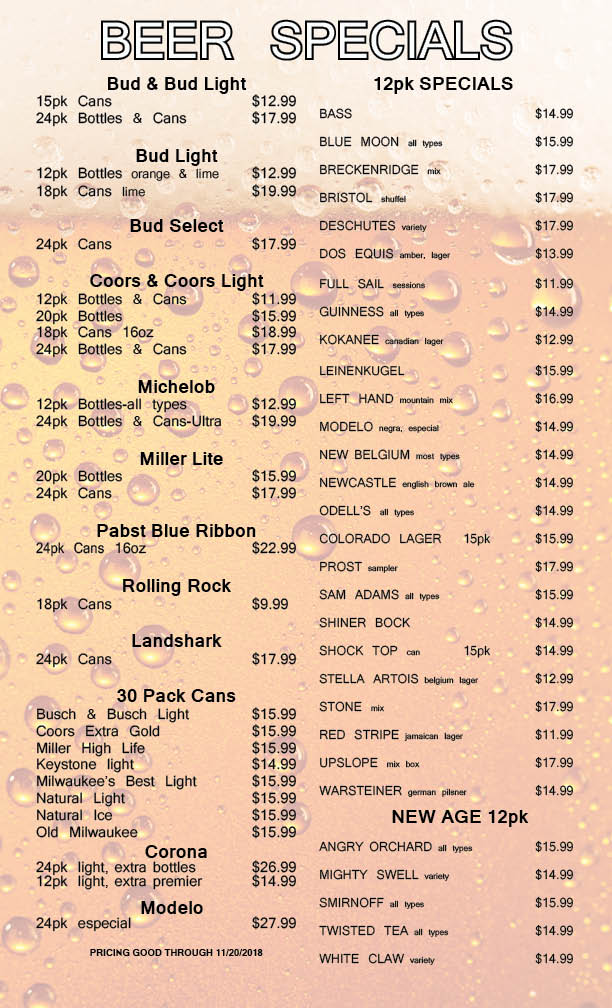 BEER SPECIALS
Bud & Bud Light
15pk Cans $12.99
24pk Bottles & Cans $17.99
Bud Light
12pk Bottles orange & lime $12.99
18pk Cans lime $19.99
Bud Select
24pk Cans $17.99
Coors & Coors Light
12pk Bottles & Cans $11.99
20pk Bottles $15.99
18pk Cans 16oz $18.99
24pk Bottles & Cans $17.99
Michelob
12pk Bottles-all types $12.99
24pk Bottles & Cans-Ultra $19.99
Miller Lite
20pk Bottles $15.99
24pk Cans $17.99
Pabst Blue Ribbon
24pk Cans 16oz $22.99
Rolling Rock
18pk Cans $9.99
Landshark
24pk Cans $17.99
30 Pack Cans
Busch & Busch Light $15.99
Coors Extra Gold $15.99
Miller High Life $15.99
Keystone light $14.99
Milwaukee's Best Light $15.99
Natural Light $15.99
Natural Ice $15.99
Old Milwaukee $15.99
Corona
24pk light, extra bottles $26.99
12pk light, extra premier $14.99
Modelo
24pk especial $27.99
PRICING GOOD THROUGH 11/20/2018
12pk SPECIALS
BASS $14.99
BLUE MOON all types $15.99
BRECKENRIDGE mix $17.99
BRISTOL shuffel $17.99
DESCHUTES variety $17.99
DOS EQUIS amber, lager $13.99
FULL SAIL sessions $11.99
GUINNESS all types $14.99
KOKANEE canadian lager $12.99
LEINENKUGEL $15.99
LEFT HAND mountain mix $16.99
MODELO negra, especial $14.99
NEW BELGIUM most types $14.99
NEWCASTLE english brown ale $14.99
ODELL'S all types $14.99
COLORADO LAGER 15pk $15.99
PROST sampler $17.99
SAM ADAMS all types $15.99
SHINER BOCK $14.99
SHOCK TOP can 15pk $14.99
STELLA ARTOIS belgium lager $12.99
STONE mix $17.99
RED STRIPE jamaican lager $11.99
UPSLOPE mix box $17.99
WARSTEINER german pilsner $14.99
NEW AGE 12pk
ANGRY ORCHARD all types $15.99
MIGHTY SWELL variety $14.99
SMIRNOFF all types $15.99
TWISTED TEA all types $14.99
WHITE CLAW variety $14.99